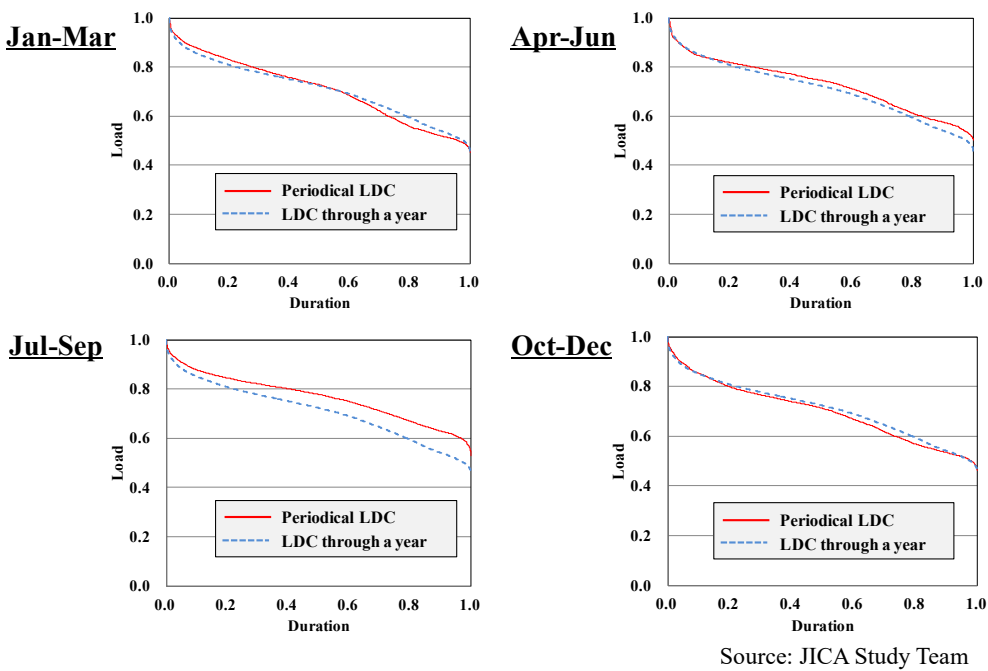 Jan-Mar
1.0
0.8
0.6
0.4
0.2
0.0
Load
Periodical LDC
LDC through a year
0.0 0.2 0.4 0.6 0.8 1.0
Duration
Apr-Jun
1.0
0.8
0.6
0.4
0.2
0.0
Load
Periodical LDC
LDC through a year
0.0 0.2 0.4 0.6 0.8 1.0
Duration
Jul-Sep
1.0
0.8
0.6
0.4
0.2
0.0
Load
Periodical LDC
LDC through a year
0.0 0.2 0.4 0.6 0.8 1.0
Duration
Oct-Dec
1.0
0.8
0.6
0.4
0.2
0.0
Load
Periodical LDC
LDC through a year
0.0 0.2 0.4 0.6 0.8 1.0
Duration
Source: JICA Study Team